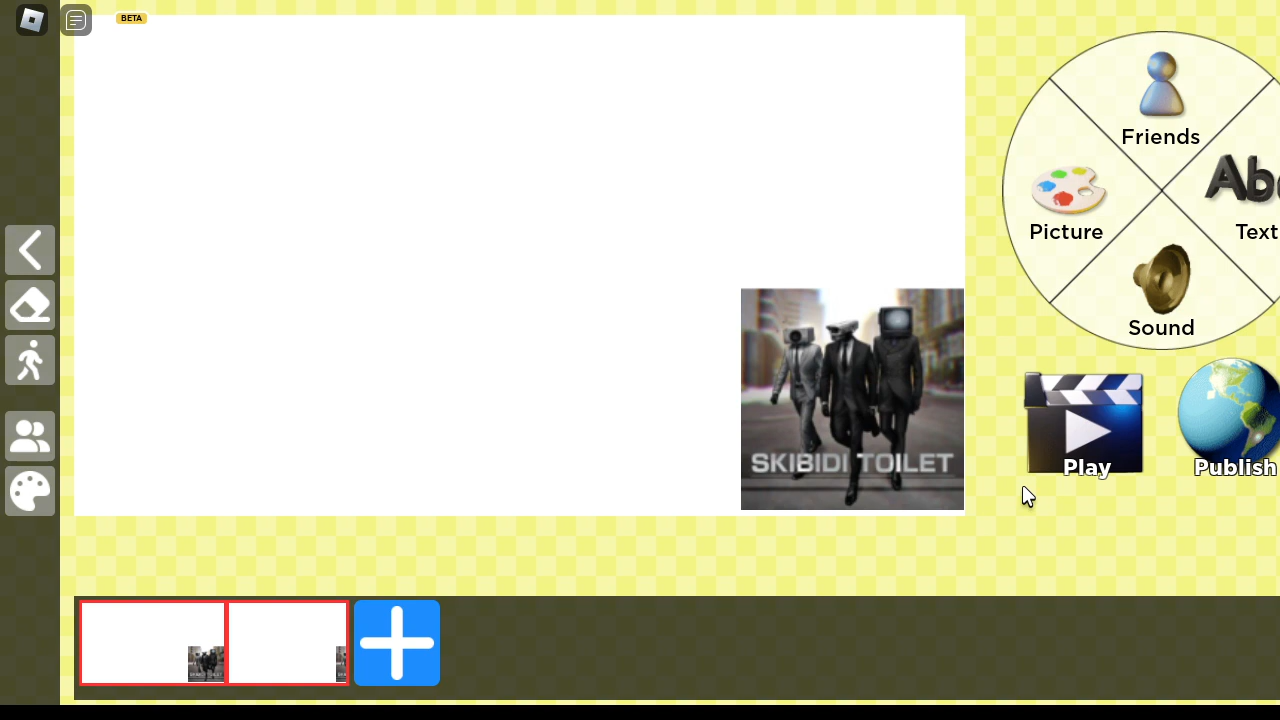 BETA
Friends
Picture
Text
Sound
SKIBIDI TOILET
Play
Publish